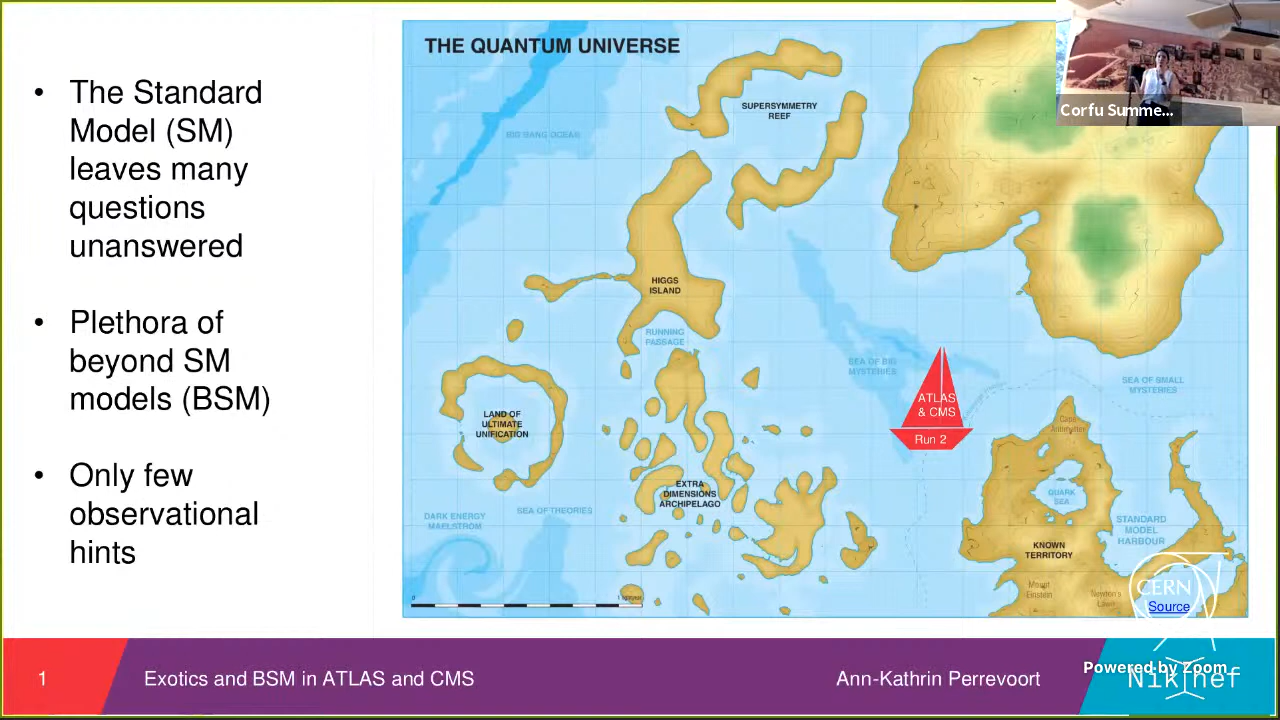 THE QUANTUM UNIVERSE
Corfu Summe...
• The Standard
Model (SM)
leaves many
questions
unanswered
• Plethora of
beyond SM
models (BSM)
• Only few
observational
hints
BIG BANG OCEAN
SUPERSYMMETRY
REEF
HIGGS
ISLAND
RUNNING
PASSAGE
SEA OF BIG
MYSTERIES
SEA OF SMALL
MYSTERIES
ATLAS
& CMS
Run 2
LAND OF
ULTIMATE
UNIFICATION
Cape
Antimatter
EXTRA
DIMENSIONS
ARCHIPELAGO
QUARK
SEA
DARK ENERGY
MAELSTROM
SEA OF THEORIES
STANDARD
MODEL
HARBOUR
KNOWN
TERRITORY
Mount
Einstein
Newton's
Lawn
0
CERN
Source
1
Exotics and BSM in ATLAS and CMS
Ann-Kathrin Perrevoort
Powered by Zoom
Nikhef